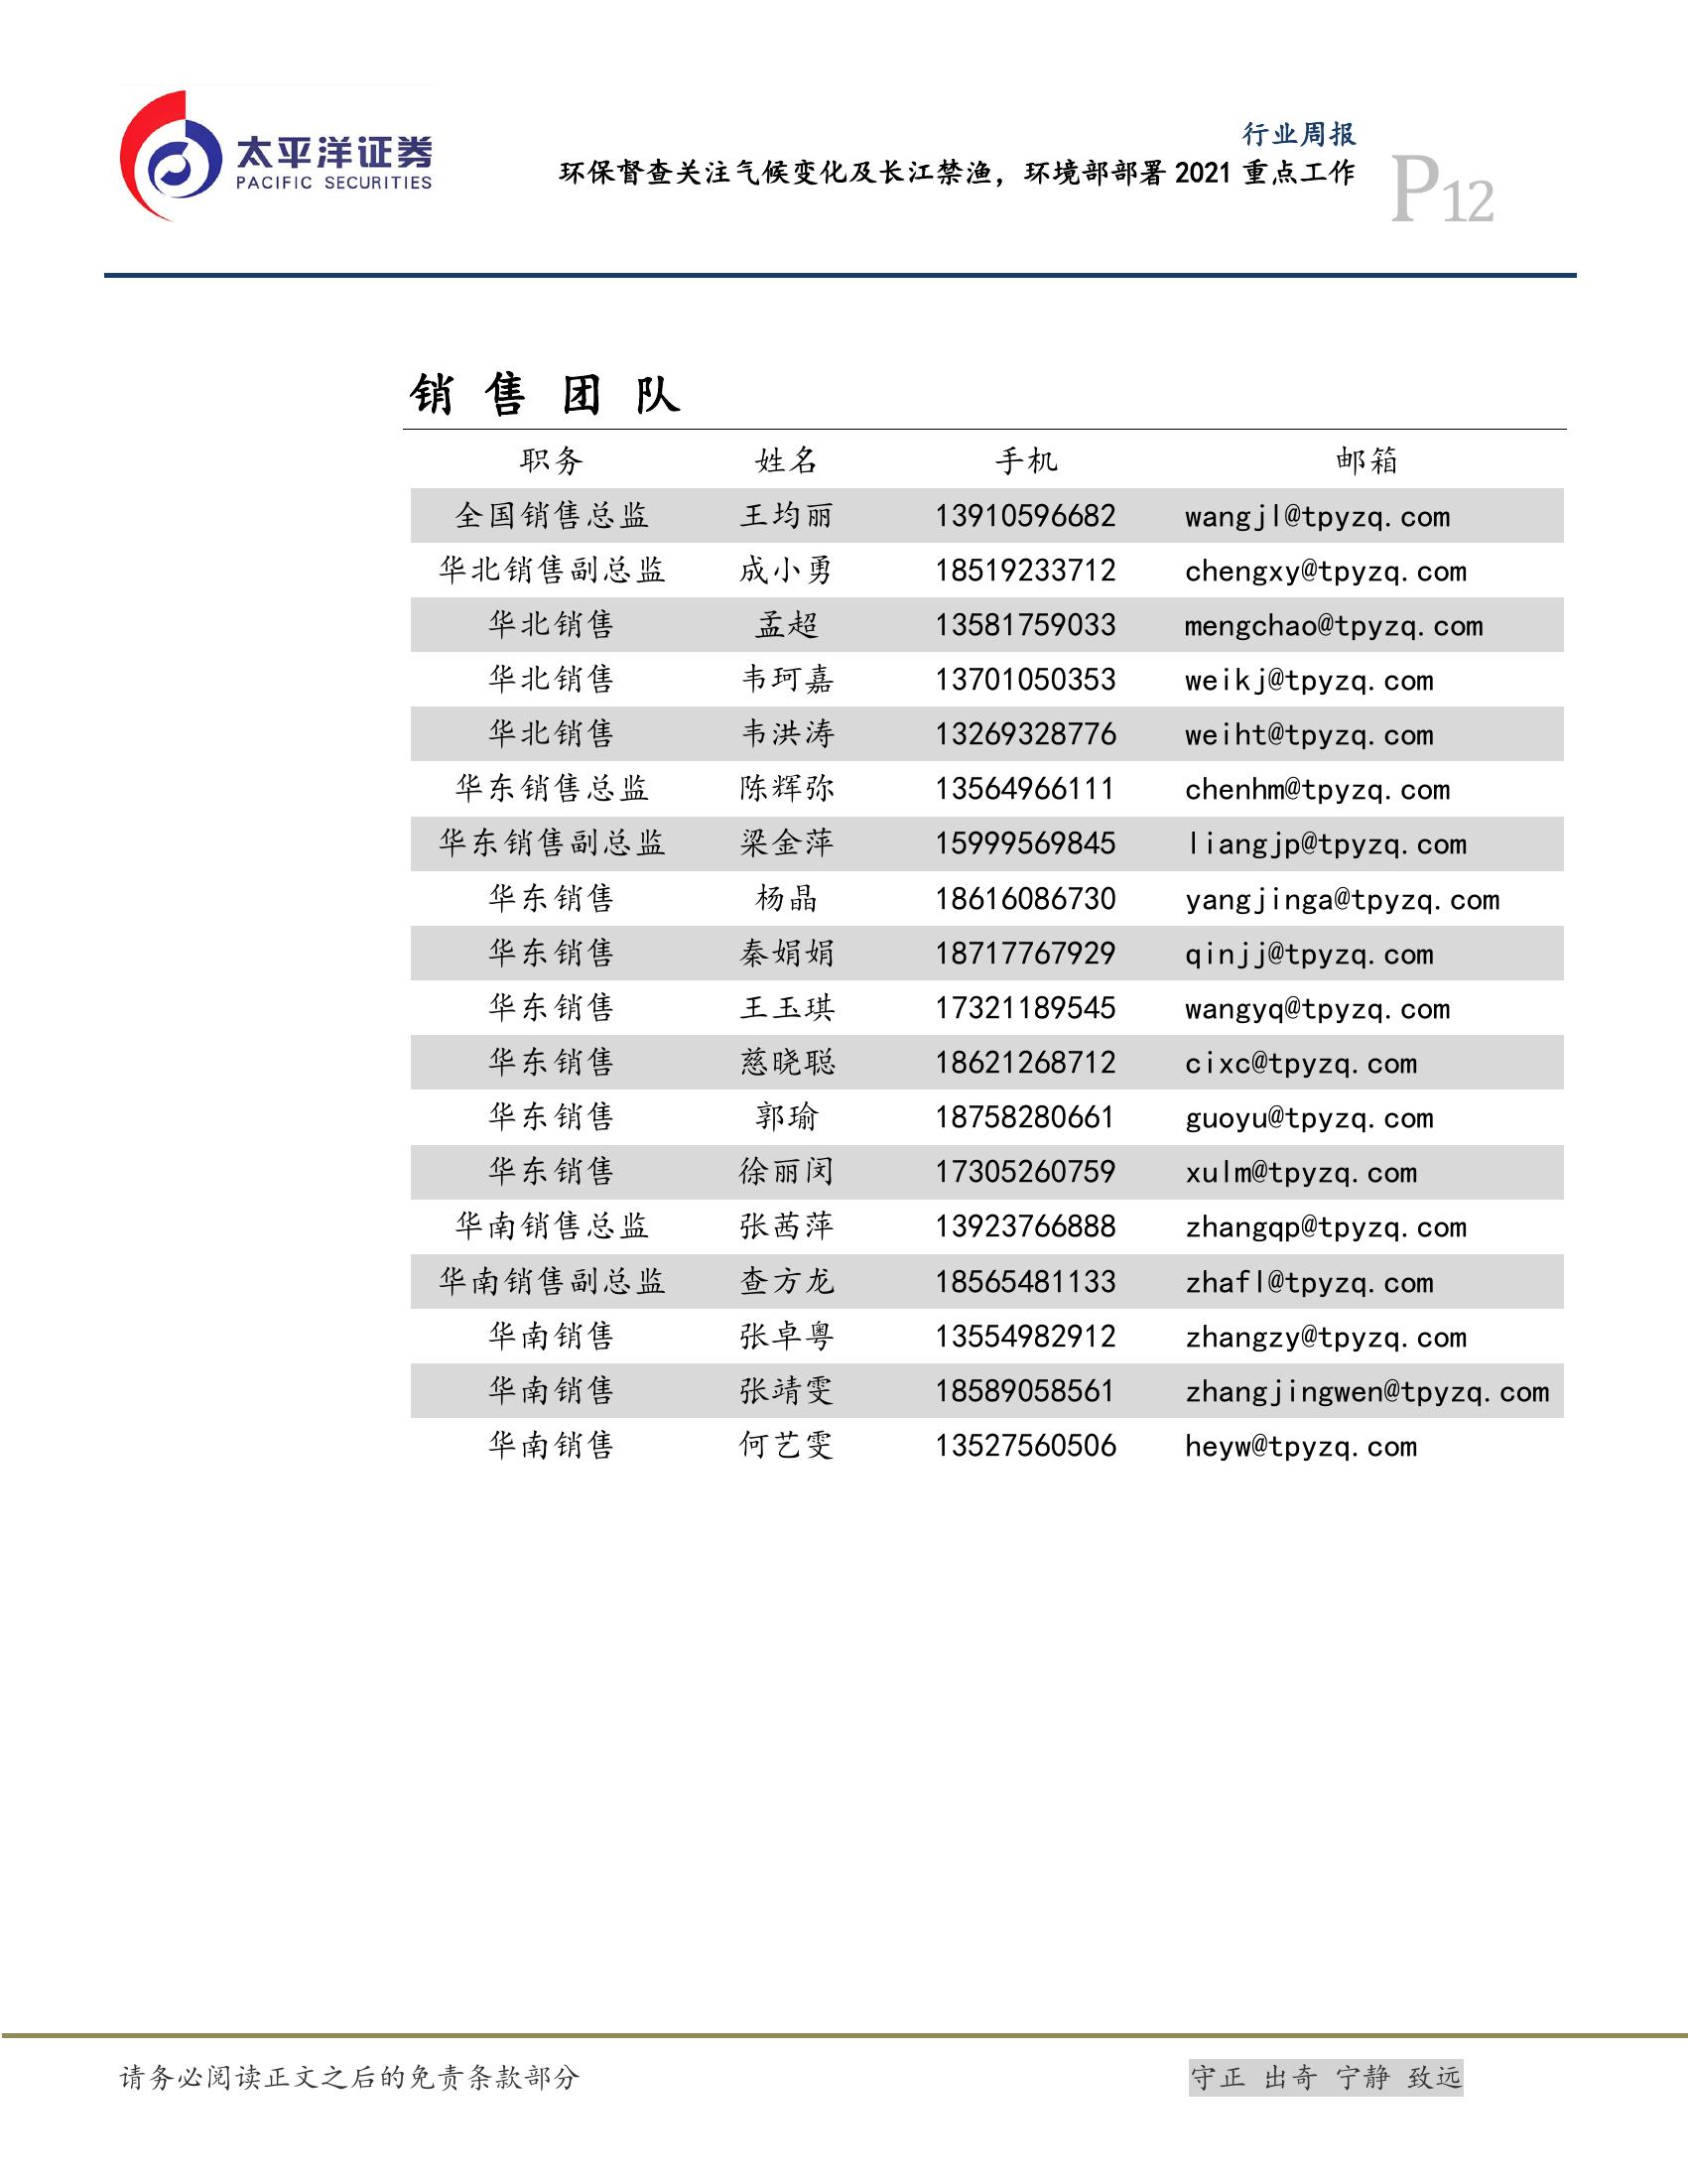 太平洋证券
PACIFIC SECURITIES
行业周报
环保督查关注气候变化及长江禁渔，环境部部署 2021 重点工作
P12
销 售 团 队
职务 姓名 手机 邮箱
全国销售总监 王均丽 13910596682 wangjl@tpyzq.com
华北销售副总监 成小勇 18519233712 chengxy@tpyzq.com
华北销售 孟超 13581759033 mengchao@tpyzq.com
华北销售 韦珂嘉 13701050353 weikj@tpyzq.com
华北销售 韦洪涛 13269328776 weiht@tpyzq.com
华东销售总监 陈辉弥 13564966111 chenhm@tpyzq.com
华东销售副总监 梁金萍 15999569845 liangjp@tpyzq.com
华东销售 杨晶 18616086730 yangjinga@tpyzq.com
华东销售 秦娟娟 18717767929 qinjj@tpyzq.com
华东销售 王玉琪 17321189545 wangyq@tpyzq.com
华东销售 慈晓聪 18621268712 cixc@tpyzq.com
华东销售 郭瑜 18758280661 guoyu@tpyzq.com
华东销售 徐丽闵 17305260759 xulm@tpyzq.com
华南销售总监 张茜萍 13923766888 zhangqp@tpyzq.com
华南销售副总监 查方龙 18565481133 zhafl@tpyzq.com
华南销售 张卓粤 13554982912 zhangzy@tpyzq.com
华南销售 张靖雯 18589058561 zhangjingwen@tpyzq.com
华南销售 何艺雯 13527560506 heyw@tpyzq.com
请务必阅读正文之后的免责条款部分
守正 出奇 宁静 致远